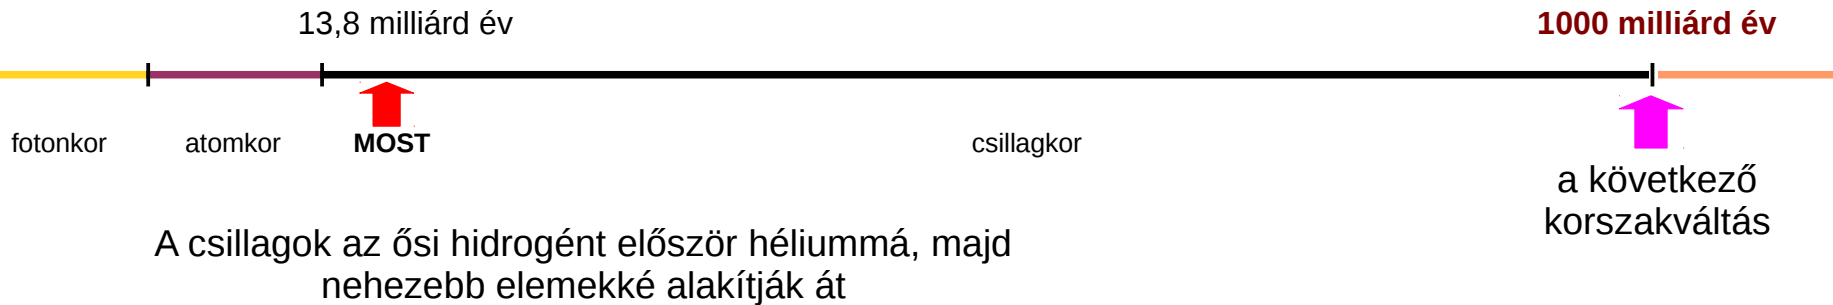 13,8 milliárd év
1000 milliárd év
fotonkor
atomkor
MOST
csillagkor
a következő
korszakváltás
A csillagok az ősi hidrogént először héliummá, majd
nehezebb elemekké alakítják át